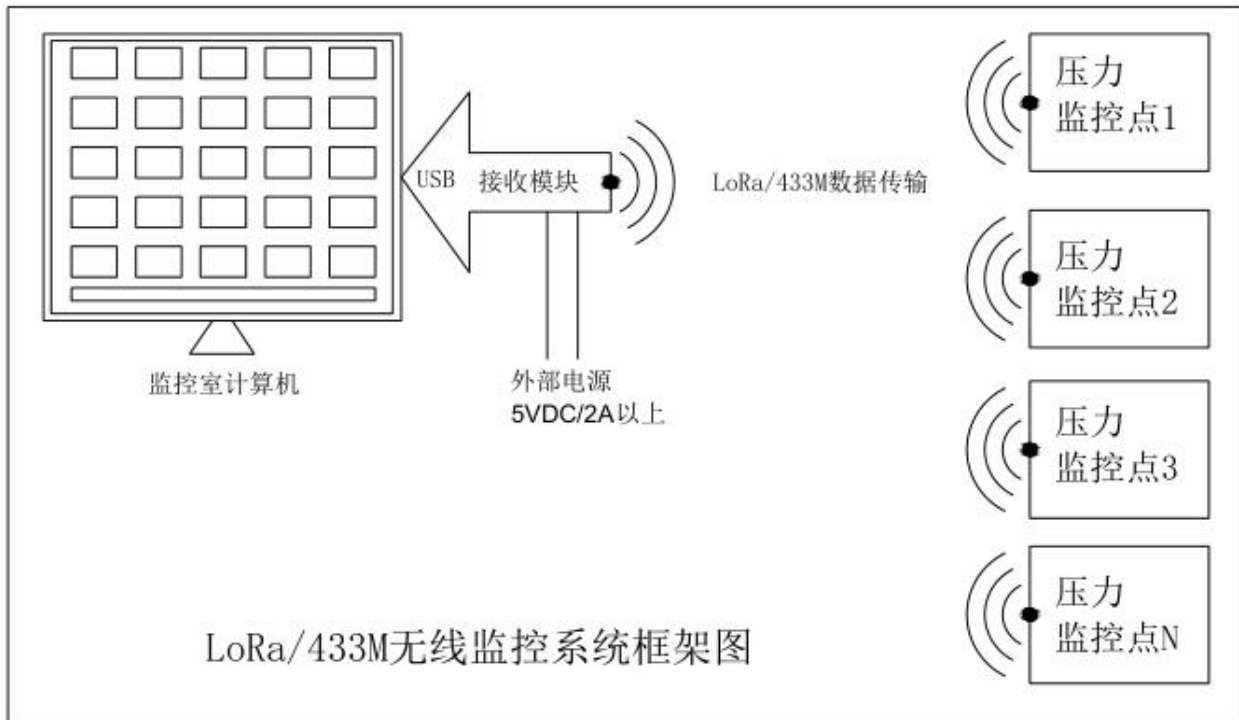 USB 接收模块
LoRa/433M数据传输
监控室计算机
外部电源
5VDC/2A以上
压力
监控点1
压力
监控点2
压力
监控点3
压力
监控点N
LoRa/433M无线监控系统框架图